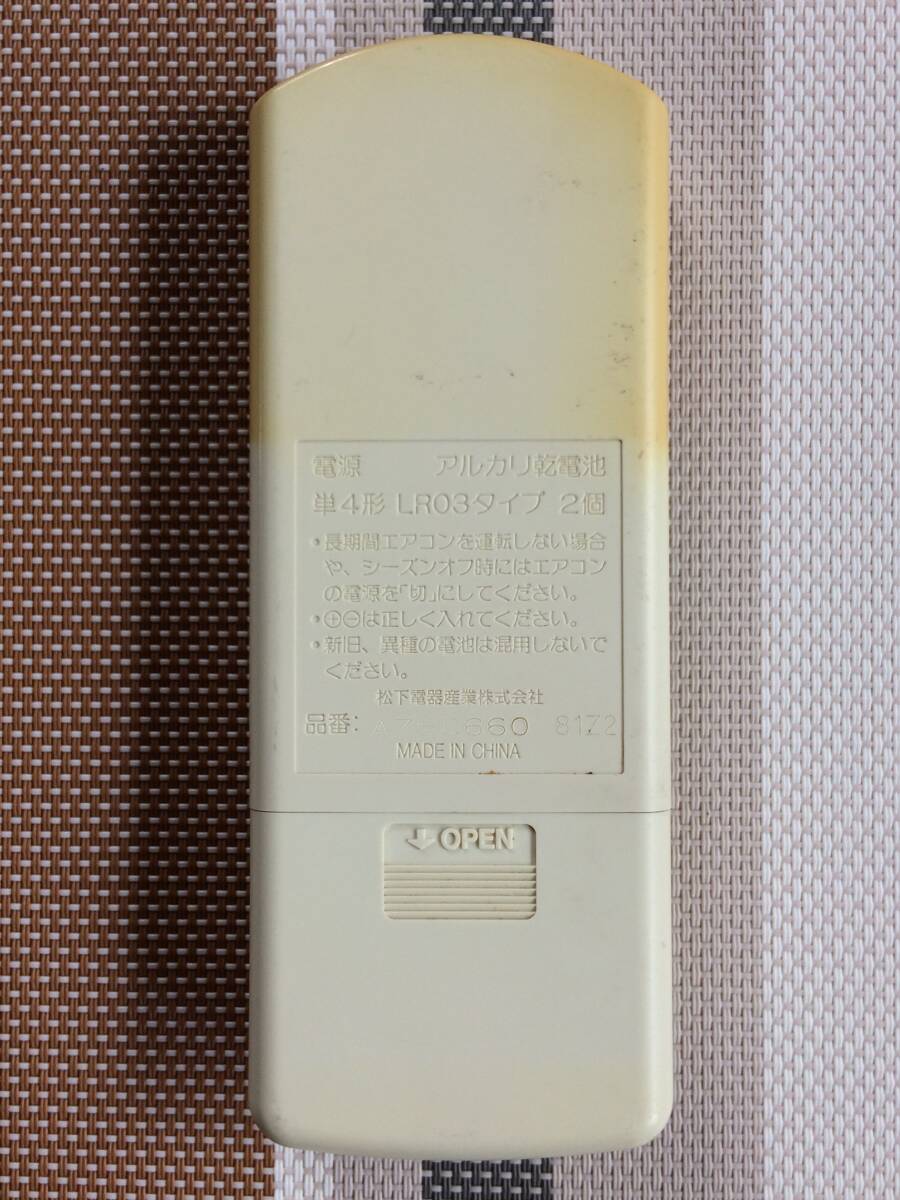 電源 アルカリ乾電池
単4形 LR03タイプ 2個
・長期間エアコンを運転しない場合
や、シーズンオフ時にはエアコン
の電源を「切」にしてください。
・⊕⊖は正しく入れてください。
・新旧、異種の電池は混用しないで
ください。
松下電器産業株式会社
品番: 81Z2
MADE IN CHINA
OPEN